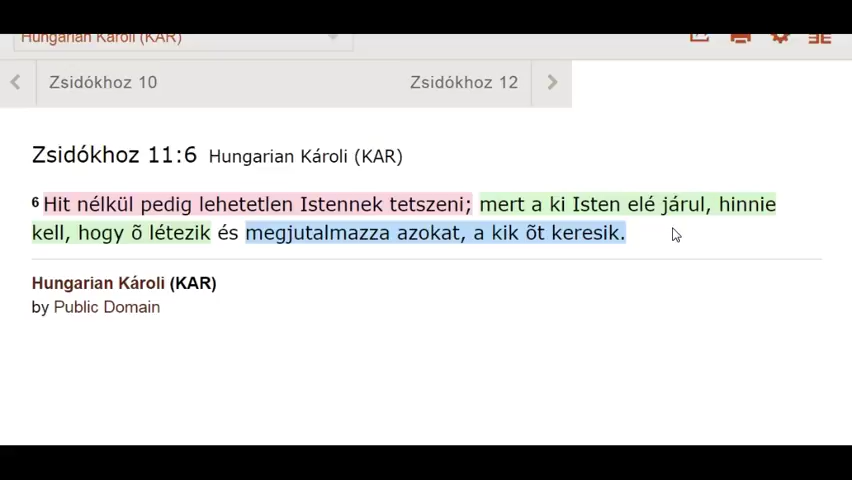 Hungarian Károli (KAR)
Zsidókhoz 10
Zsidókhoz 12
Zsidókhoz 11:6 Hungarian Károli (KAR)
6 Hit nélkül pedig lehetetlen Istennek tetszeni; mert a ki Isten elé járul, hinnie
kell, hogy õ létezik és megjutalmazza azokat, a kik õt keresik.
Hungarian Károli (KAR)
by Public Domain